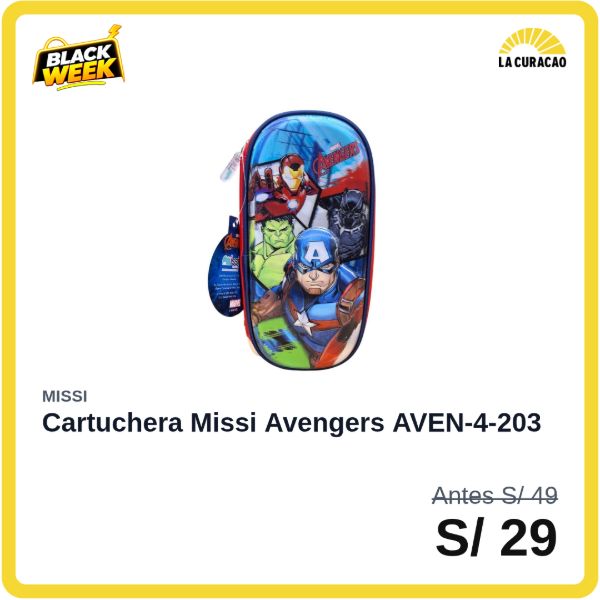 BLACK
WEEK
LA CURACAO
AVENGERS
MISSI
Cartuchera Missi Avengers AVEN-4-203
Antes S/ 49
S/ 29